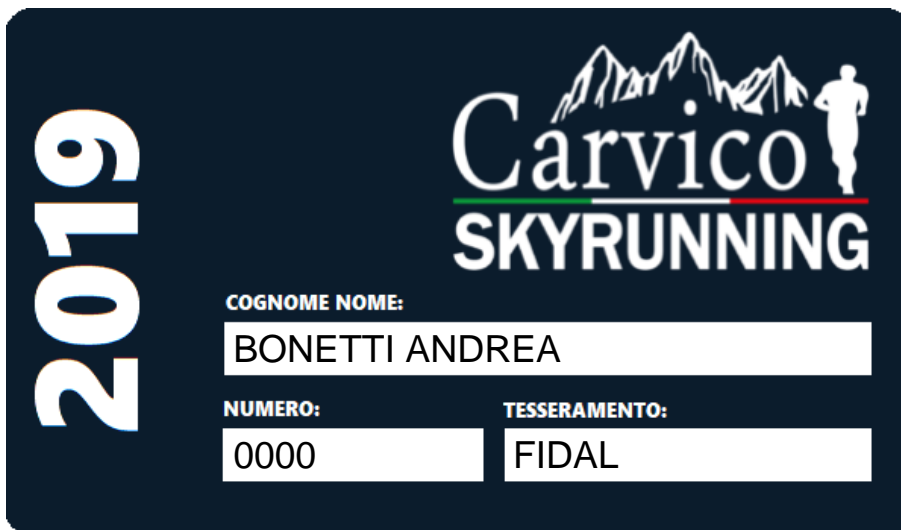 2019
Carvico
SKYRUNNING
COGNOME NOME:
BONETTI ANDREA
NUMERO:
TESSERAMENTO:
0000
FIDAL